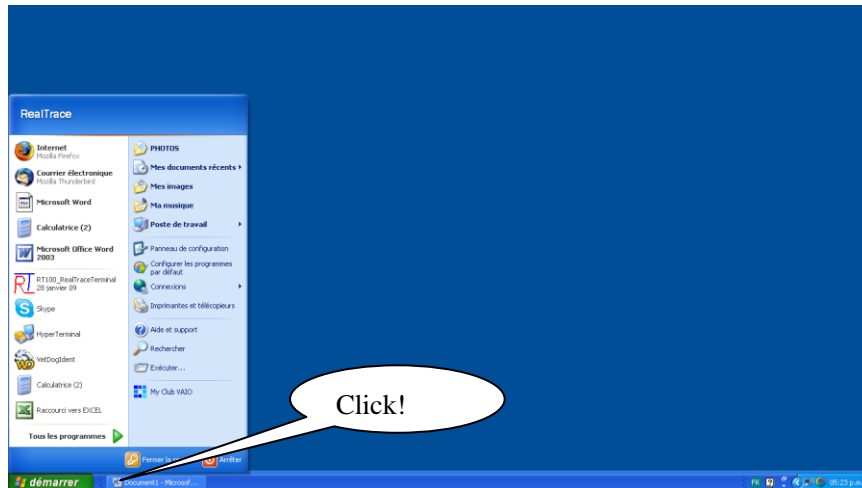 RealTrace
Internet
Mozilla Firefox
Courrier électronique
Mozilla Thunderbird
Microsoft Word
Calculatrice (2)
Microsoft Office Word
2003
RT100_RealTraceTerminal
28 janvier 09
Skype
HyperTerminal
VetDogIdent
Calculatrice (2)
Raccourci vers EXCEL
Tous les programmes
PHOTOS
Mes documents récents
Mes images
Ma musique
Poste de travail
Panneau de configuration
Configurer les programmes
par défaut
Connexions
Imprimantes et télécopieurs
Aide et support
Rechercher
Exécuter...
My Club VAIO
Click!
Fermer la
Arrêter
démarrer
Document1 - Microsof...
FR
05:23 p.m.